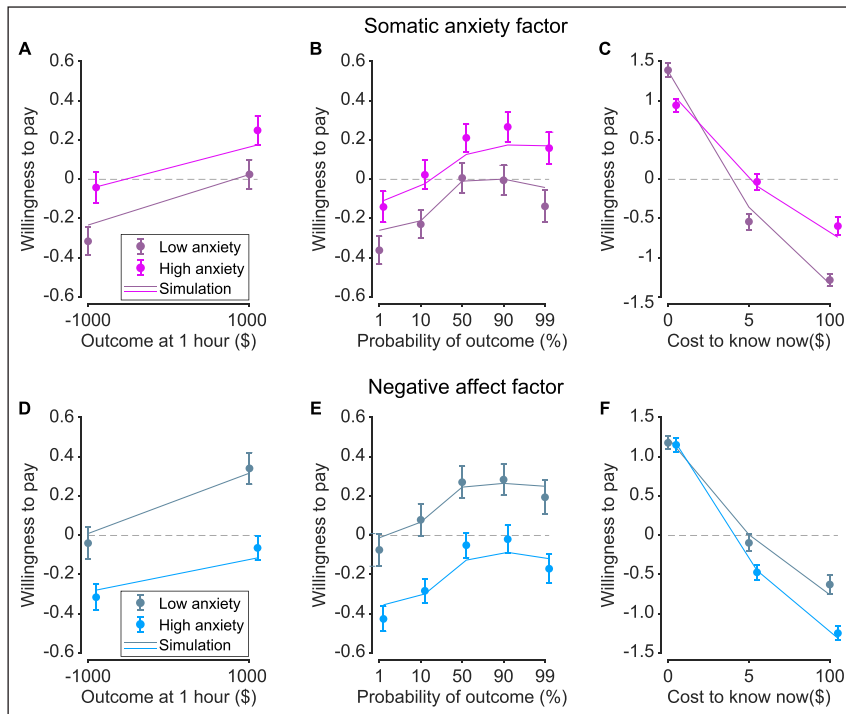 Somatic anxiety factor
A
B
C
Willingness to pay
0.6
0.4
0.2
0
-0.2
-0.4
-0.6
Low anxiety
High anxiety
Simulation
-1000
1000
Outcome at 1 hour ($)
Willingness to pay
0.6
0.4
0.2
0
-0.2
-0.4
-0.6
1 10 50 90 99
Probability of outcome (%)
Willingness to pay
1.5
1.0
0.5
0
-0.5
-1
-1.5
0 5 100
Cost to know now($)
Negative affect factor
D
E
F
Willingness to pay
0.6
0.4
0.2
0
-0.2
-0.4
-0.6
Low anxiety
High anxiety
Simulation
-1000
1000
Outcome at 1 hour ($)
Willingness to pay
0.6
0.4
0.2
0
-0.2
-0.4
-0.6
1 10 50 90 99
Probability of outcome (%)
Willingness to pay
1.5
1.0
0.5
0
-0.5
-1.0
-1.5
0 5 100
Cost to know now($)